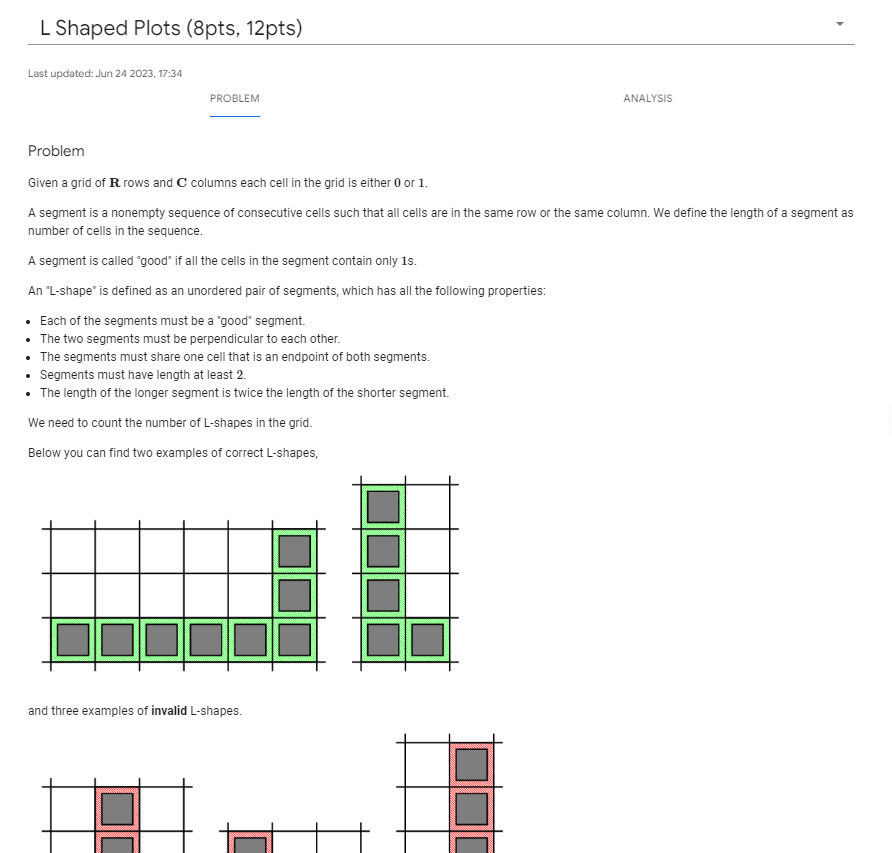 L Shaped Plots (8pts, 12pts)
Last updated: Jun 24 2023, 17:34
PROBLEM
ANALYSIS
Problem
Given a grid of R rows and C columns each cell in the grid is either 0 or 1.
A segment is a nonempty sequence of consecutive cells such that all cells are in the same row or the same column. We define the length of a segment as
number of cells in the sequence.
A segment is called "good" if all the cells in the segment contain only 1s.
An "L-shape" is defined as an unordered pair of segments, which has all the following properties:
• Each of the segments must be a "good" segment.
• The two segments must be perpendicular to each other.
• The segments must share one cell that is an endpoint of both segments.
• Segments must have length at least 2.
• The length of the longer segment is twice the length of the shorter segment.
We need to count the number of L-shapes in the grid.
Below you can find two examples of correct L-shapes,
and three examples of invalid L-shapes.